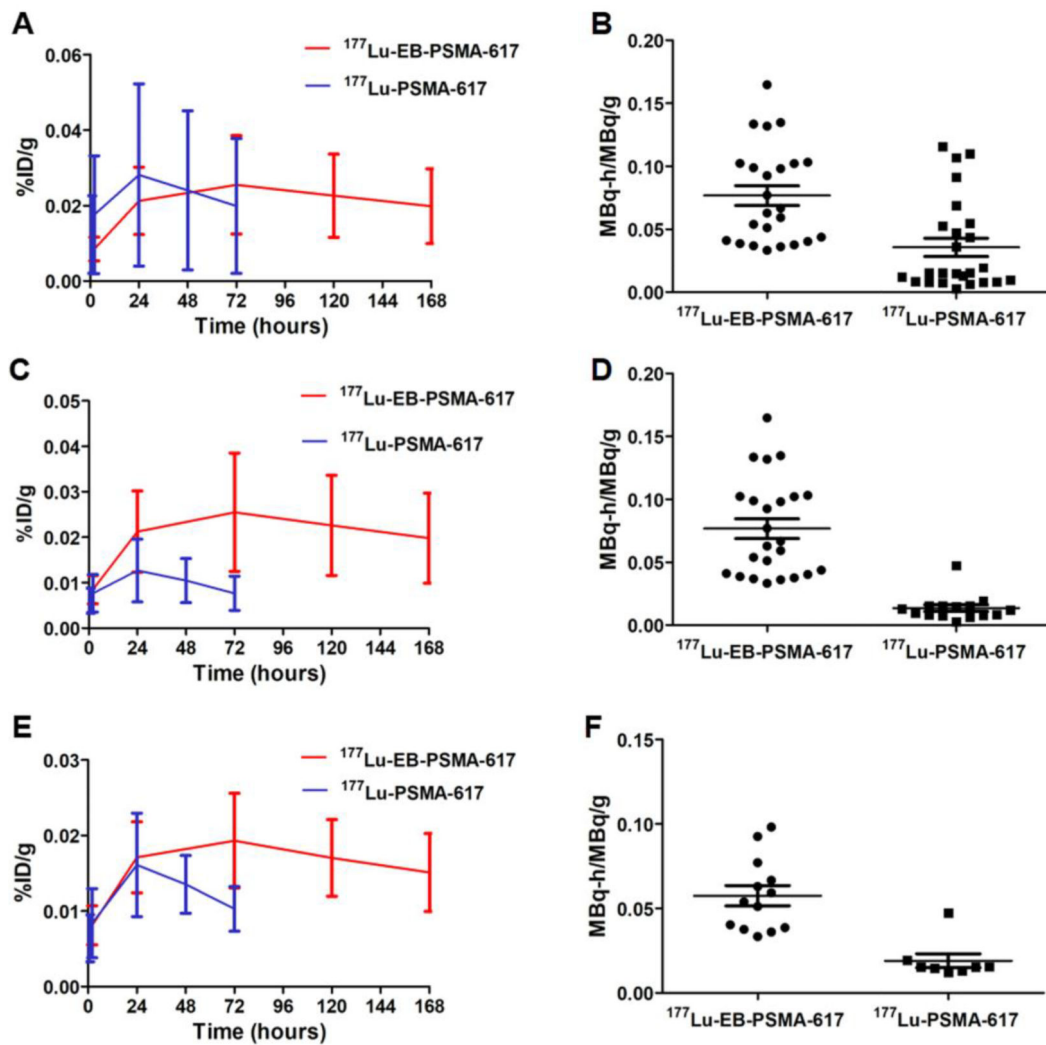 A
0.06
0.04
0.02
0.00
%ID/g
177Lu-EB-PSMA-617
177Lu-PSMA-617
0 24 48 72 96 120 144 168
Time (hours)
B
0.20
0.15
0.10
0.05
0.00
MBq-h/MBq/g
177Lu-EB-PSMA-617 177Lu-PSMA-617
C
0.05
0.04
0.03
0.02
0.01
0.00
%ID/g
177Lu-EB-PSMA-617
177Lu-PSMA-617
0 24 48 72 96 120 144 168
Time (hours)
D
0.20
0.15
0.10
0.05
0.00
MBq-h/MBq/g
177Lu-EB-PSMA-617 177Lu-PSMA-617
E
0.03
0.02
0.01
0.00
%ID/g
177Lu-EB-PSMA-617
177Lu-PSMA-617
0 24 48 72 96 120 144 168
Time (hours)
F
0.15
0.10
0.05
0.00
MBq-h/MBq/g
177Lu-EB-PSMA-617 177Lu-PSMA-617